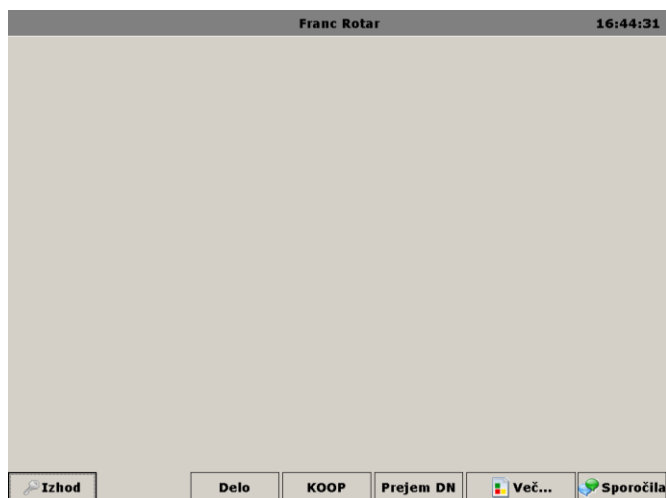 Franc Rotar 16:44:31
Izhod Delo KOOP Prejem DN Več... Sporočila